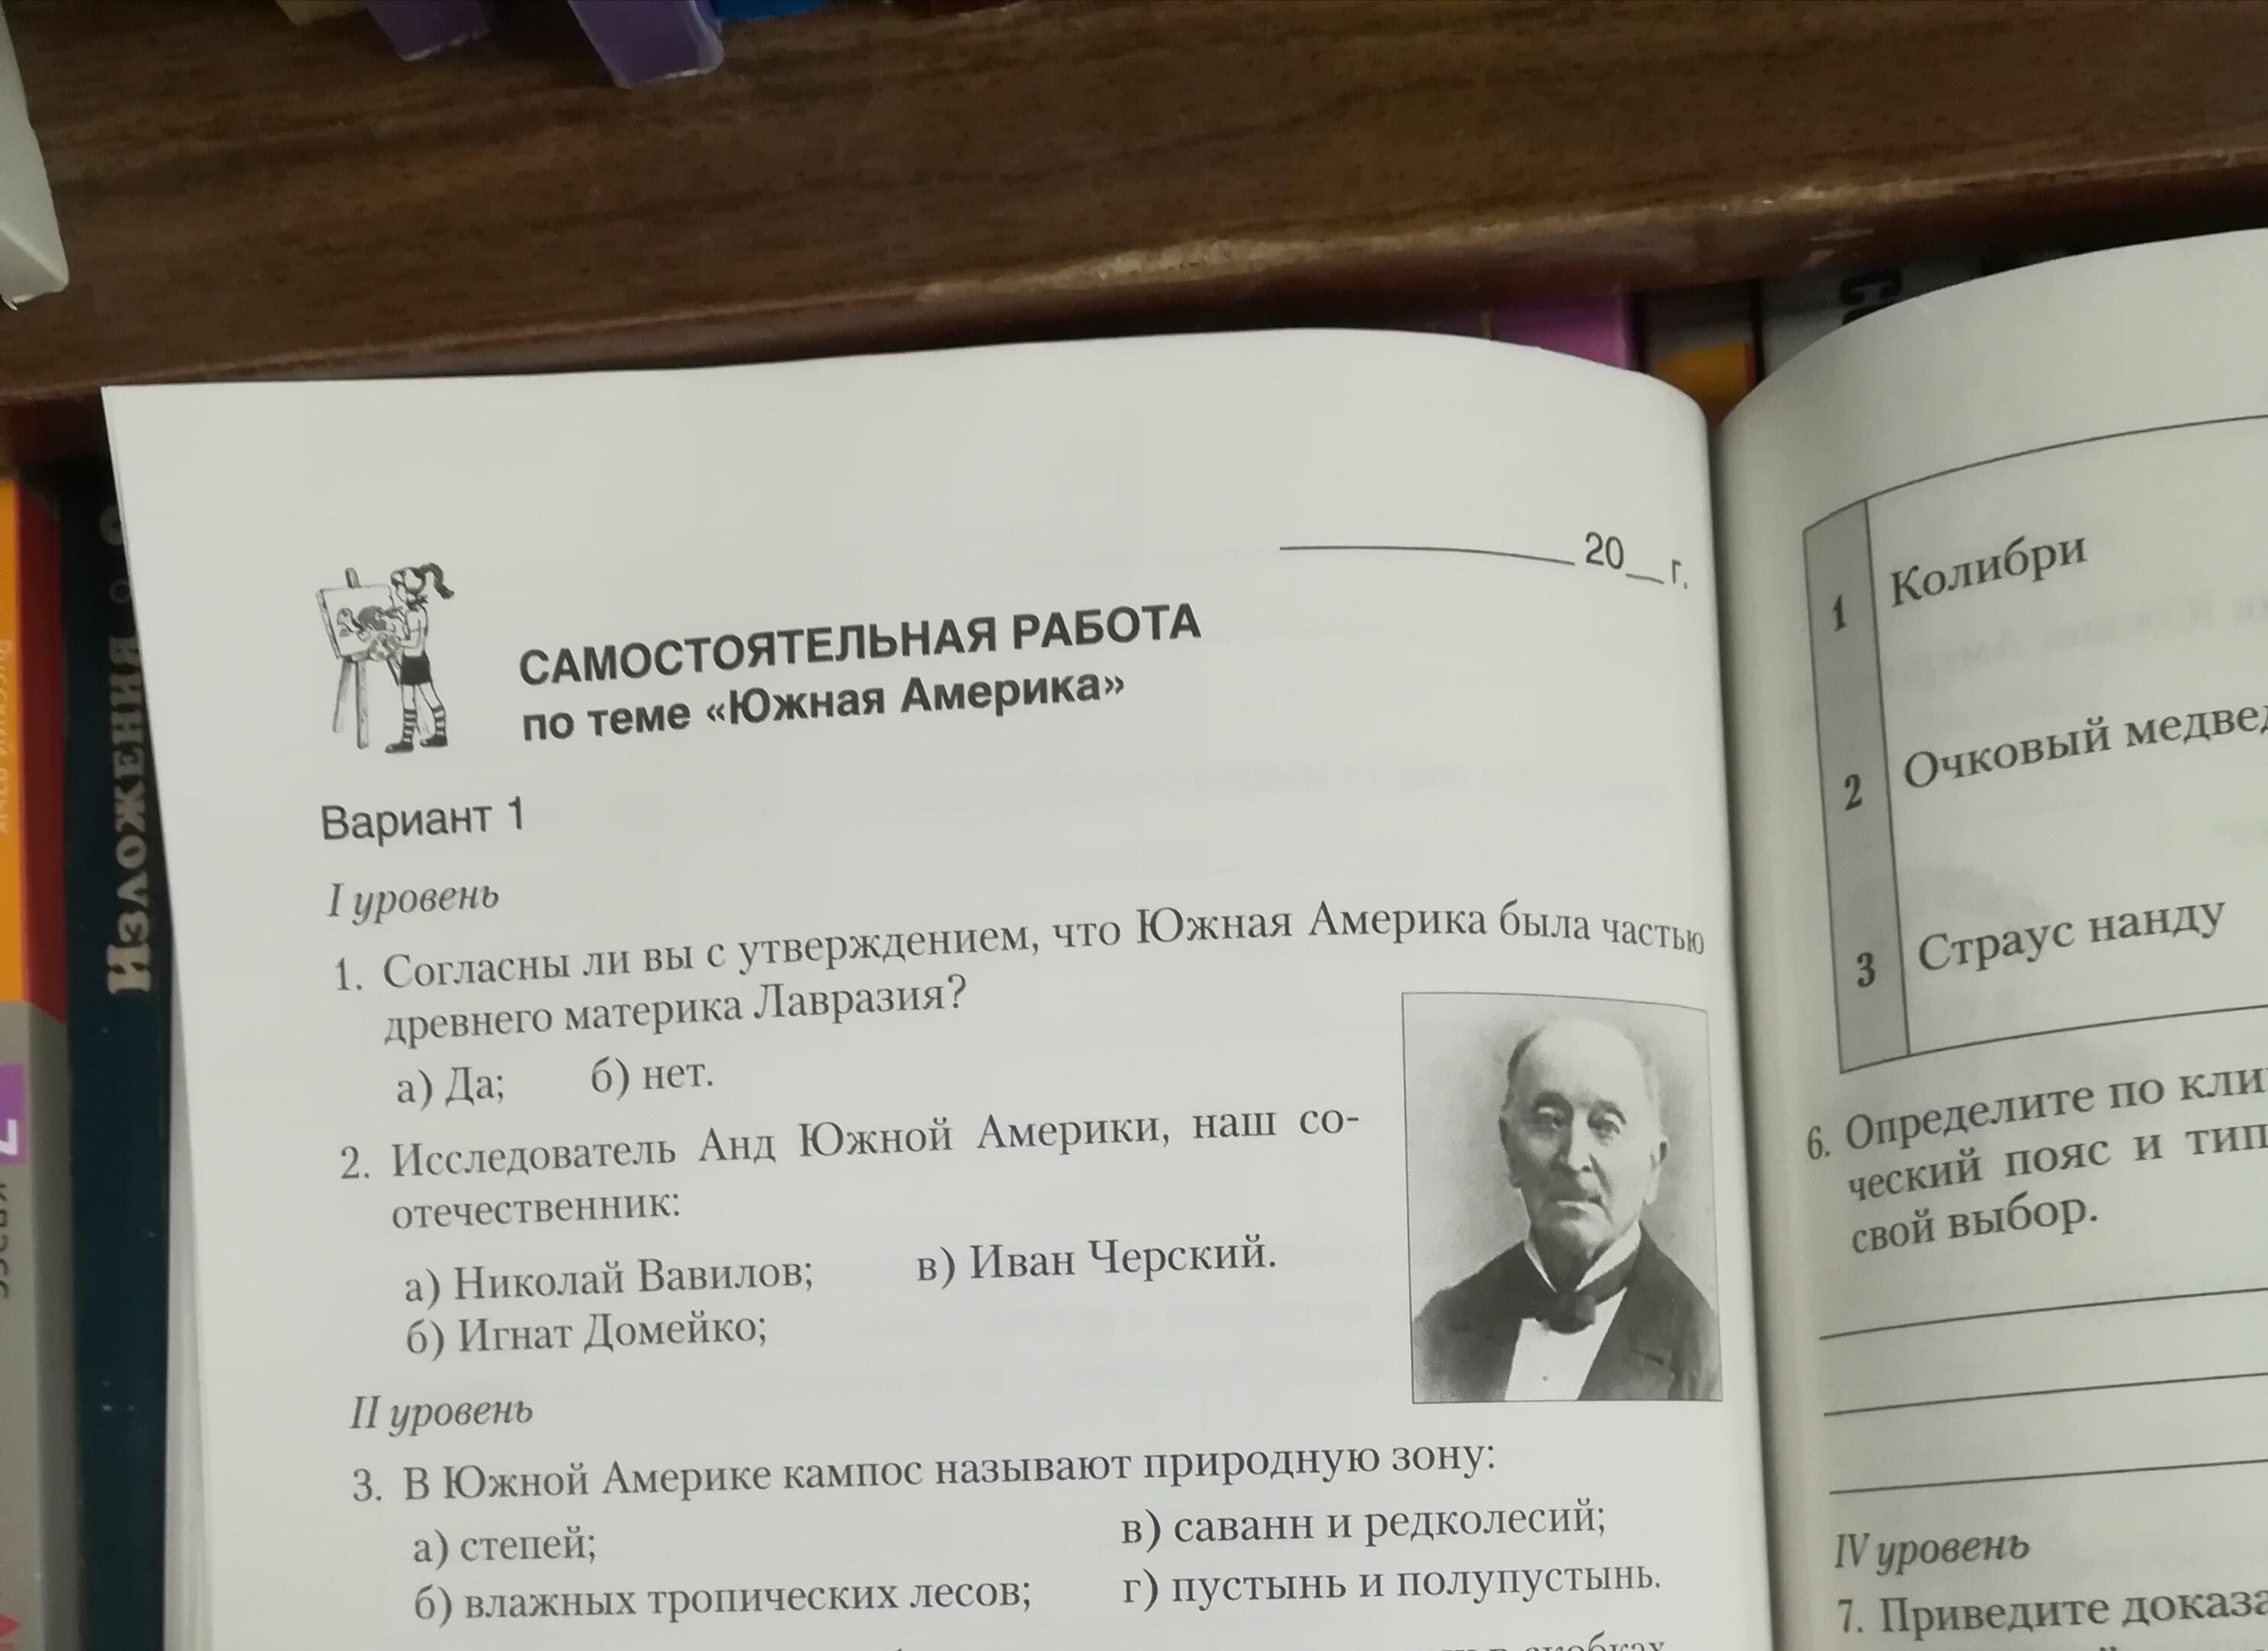 Изложения
20__ г.
САМОСТОЯТЕЛЬНАЯ РАБОТА
по теме «Южная Америка»
Вариант 1
I уровень
1. Согласны ли вы с утверждением, что Южная Америка была частью
древнего материка Лавразия?
а) Да; б) нет.
2. Исследователь Анд Южной Америки, наш со-
отечественник:
а) Николай Вавилов; в) Иван Черский.
б) Игнат Домейко;
II уровень
3. В Южной Америке кампос называют природную зону:
а) степей; в) саванн и редколесий;
б) влажных тропических лесов; г) пустынь и полупустынь.
1 Колибри
2 Очковый медвед
3 Страус нанду
6. Определите по кли
ческий пояс и тип
свой выбор.
IV уровень
7. Приведите доказа